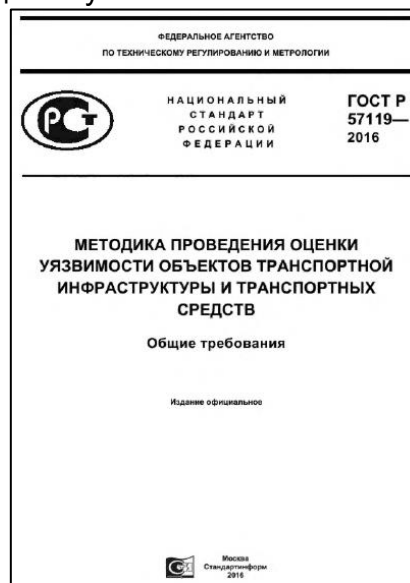 ФЕДЕРАЛЬНОЕ АГЕНТСТВО
ПО ТЕХНИЧЕСКОМУ РЕГУЛИРОВАНИЮ И МЕТРОЛОГИИ
НАЦИОНАЛЬНЫЙ
СТАНДАРТ
РОССИЙСКОЙ
ФЕДЕРАЦИИ
ГОСТ Р
57119—
2016
МЕТОДИКА ПРОВЕДЕНИЯ ОЦЕНКИ
УЯЗВИМОСТИ ОБЪЕКТОВ ТРАНСПОРТНОЙ
ИНФРАСТРУКТУРЫ И ТРАНСПОРТНЫХ
СРЕДСТВ
Общие требования
Издание официальное
Москва
Стандартинформ
2016